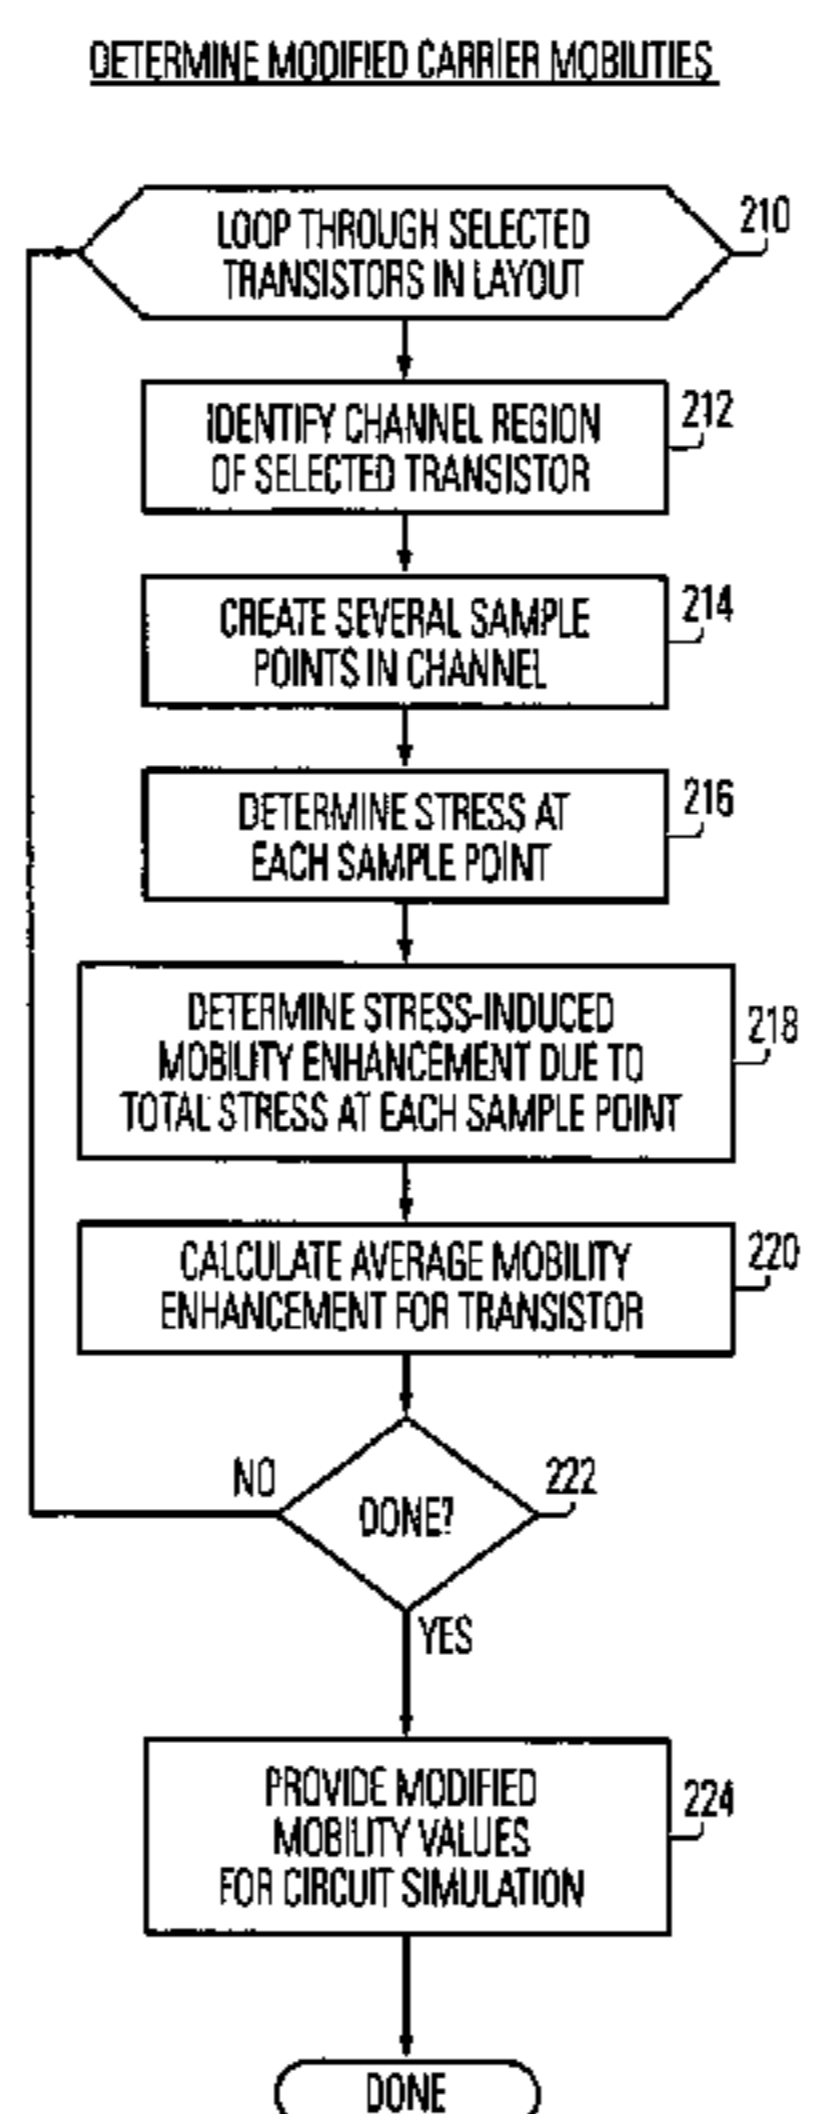 DETERMINE MODIFIED CARRIER MOBILITIES
LOOP THROUGH SELECTED
TRANSISTORS IN LAYOUT
210
IDENTIFY CHANNEL REGION
OF SELECTED TRANSISTOR
212
CREATE SEVERAL SAMPLE
POINTS IN CHANNEL
214
DETERMINE STRESS AT
EACH SAMPLE POINT
216
DETERMINE STRESS-INDUCED
MOBILITY ENHANCEMENT DUE TO
TOTAL STRESS AT EACH SAMPLE POINT
218
CALCULATE AVERAGE MOBILITY
ENHANCEMENT FOR TRANSISTOR
220
NO
DONE?
222
YES
PROVIDE MODIFIED
MOBILITY VALUES
FOR CIRCUIT SIMULATION
224
DONE